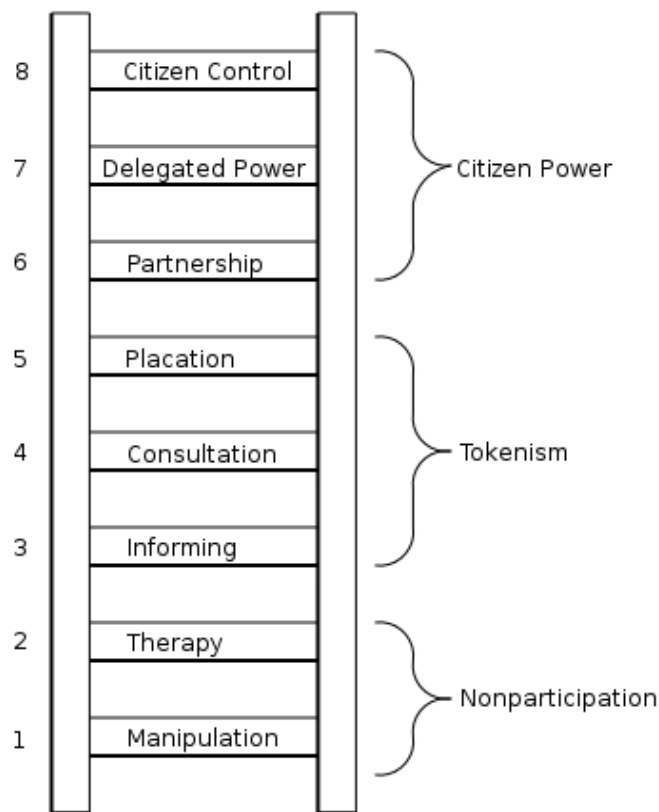 8 Citizen Control
7 Delegated Power
Citizen Power
6 Partnership
5 Placation
4 Consultation
Tokenism
3 Informing
2 Therapy
Nonparticipation
1 Manipulation